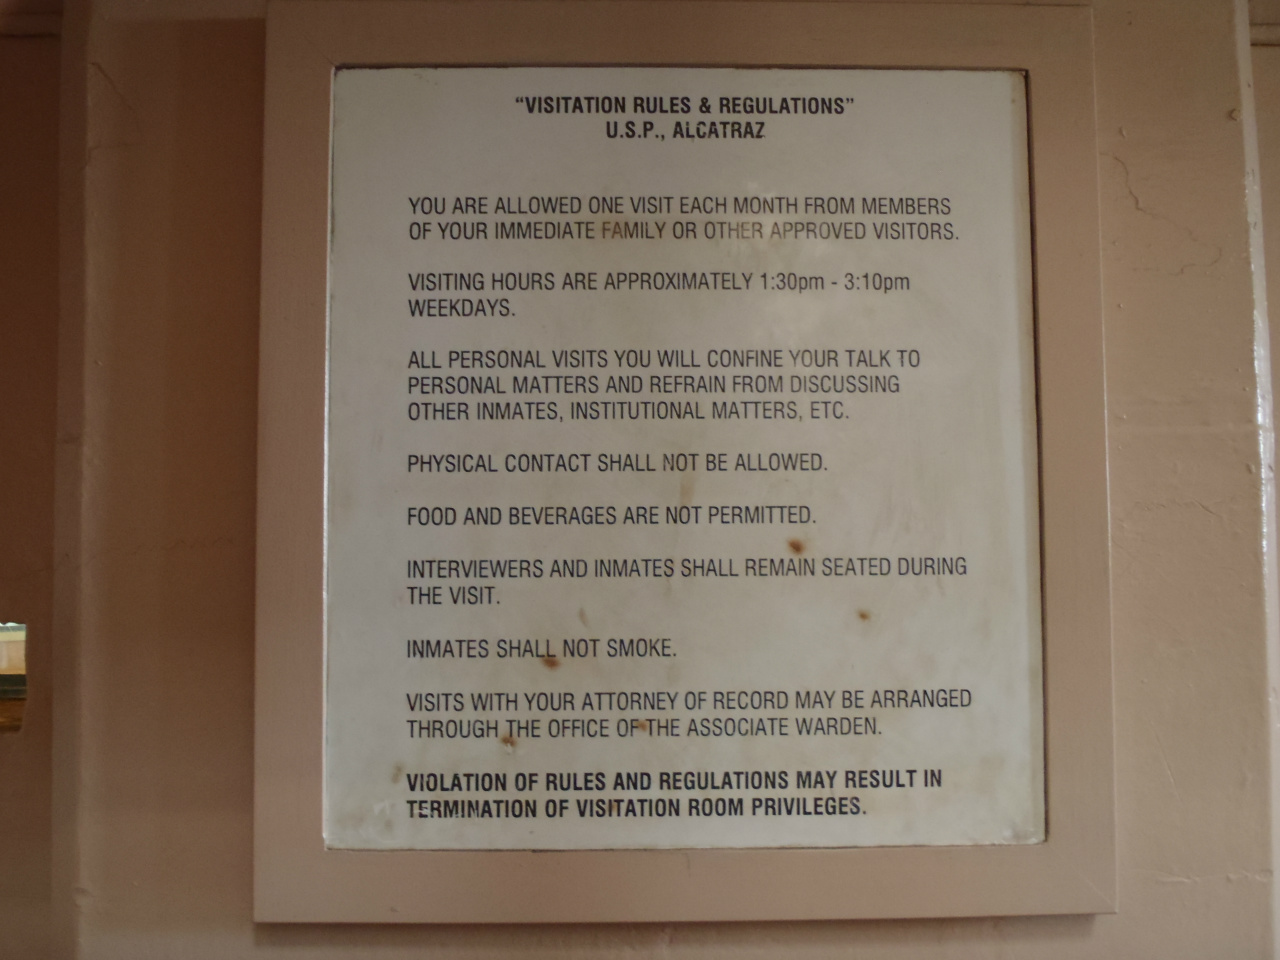 "VISITATION RULES & REGULATIONS"
U.S.P., ALCATRAZ
YOU ARE ALLOWED ONE VISIT EACH MONTH FROM MEMBERS
OF YOUR IMMEDIATE FAMILY OR OTHER APPROVED VISITORS.
VISITING HOURS ARE APPROXIMATELY 1:30pm - 3:10pm
WEEKDAYS.
ALL PERSONAL VISITS YOU WILL CONFINE YOUR TALK TO
PERSONAL MATTERS AND REFRAIN FROM DISCUSSING
OTHER INMATES, INSTITUTIONAL MATTERS, ETC.
PHYSICAL CONTACT SHALL NOT BE ALLOWED.
FOOD AND BEVERAGES ARE NOT PERMITTED.
INTERVIEWERS AND INMATES SHALL REMAIN SEATED DURING
THE VISIT.
INMATES SHALL NOT SMOKE.
VISITS WITH YOUR ATTORNEY OF RECORD MAY BE ARRANGED
THROUGH THE OFFICE OF THE ASSOCIATE WARDEN.
VIOLATION OF RULES AND REGULATIONS MAY RESULT IN
TERMINATION OF VISITATION ROOM PRIVILEGES.